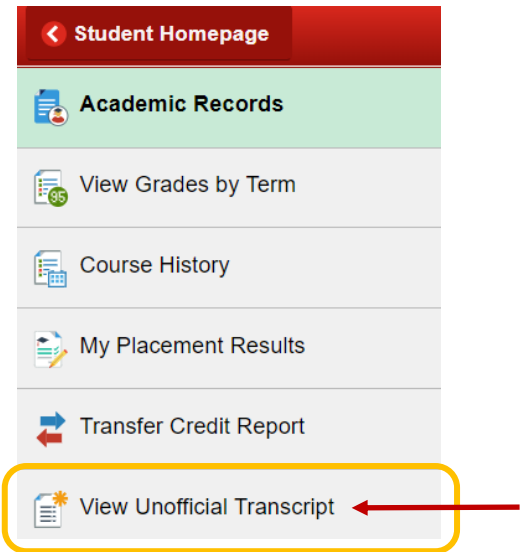 Student Homepage
Academic Records
95
View Grades by Term
Course History
My Placement Results
Transfer Credit Report
View Unofficial Transcript